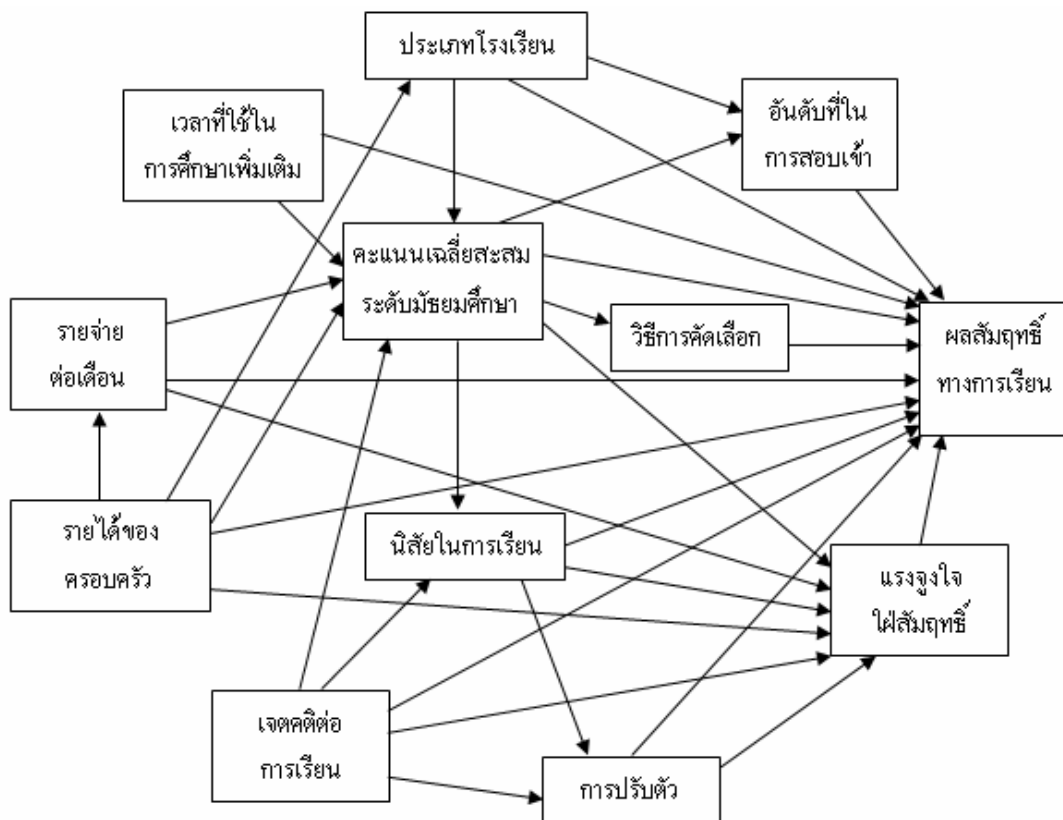 ประเภทโรงเรียน
เวลาที่ใช้ใน
การศึกษาเพิ่มเติม
อันดับที่ใน
การสอบเข้า
คะแนนเฉลี่ยสะสม
ระดับมัธยมศึกษา
รายจ่าย
ต่อเดือน
วิธีการคัดเลือก
ผลสัมฤทธิ์
ทางการเรียน
รายได้ของ
ครอบครัว
นิสัยในการเรียน
แรงจูงใจ
ใฝ่สัมฤทธิ์
เจตคติต่อ
การเรียน
การปรับตัว